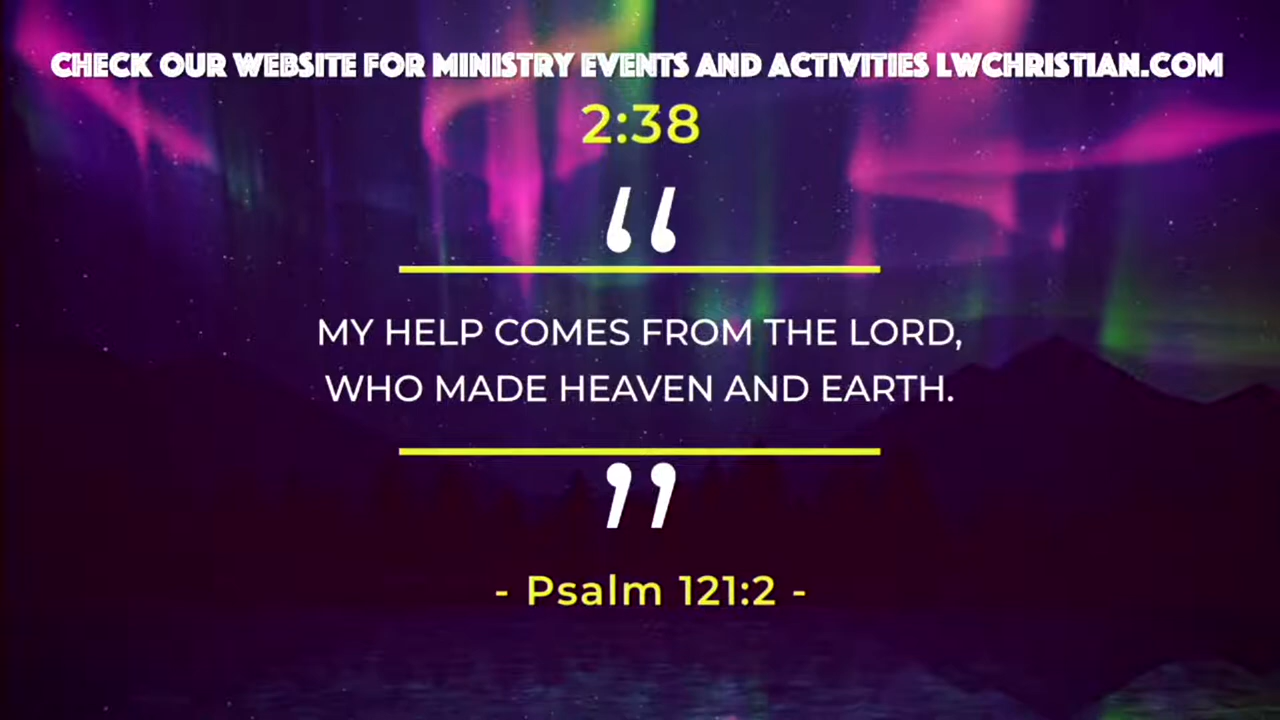 CHECK OUR WEBSITE FOR MINISTRY EVENTS AND ACTIVITIES LWCHRISTIAN.COM
2:38
“
MY HELP COMES FROM THE LORD,
WHO MADE HEAVEN AND EARTH.
”
- Psalm 121:2 -